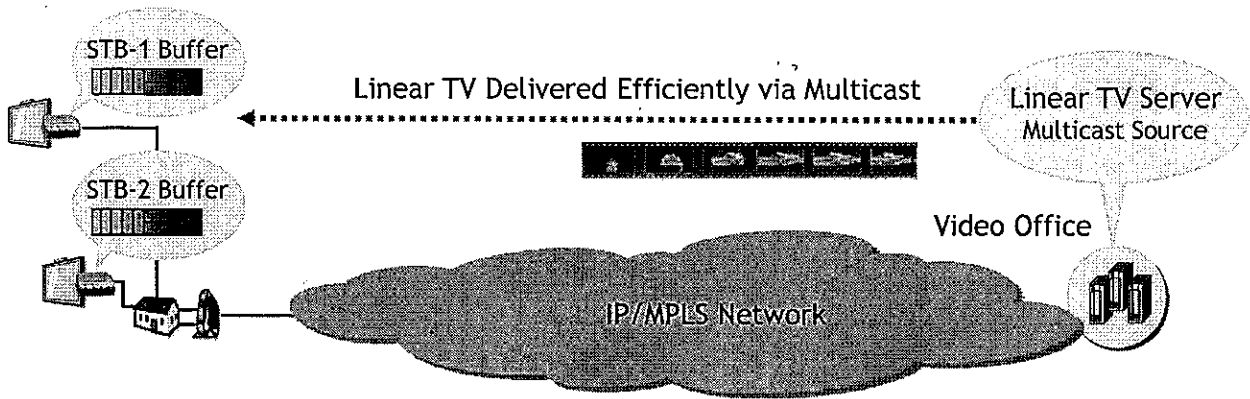 STB-1 Buffer
Linear TV Delivered Efficiently via Multicast
Linear TV Server
Multicast Source
STB-2 Buffer
Video Office
IP/MPLS Network